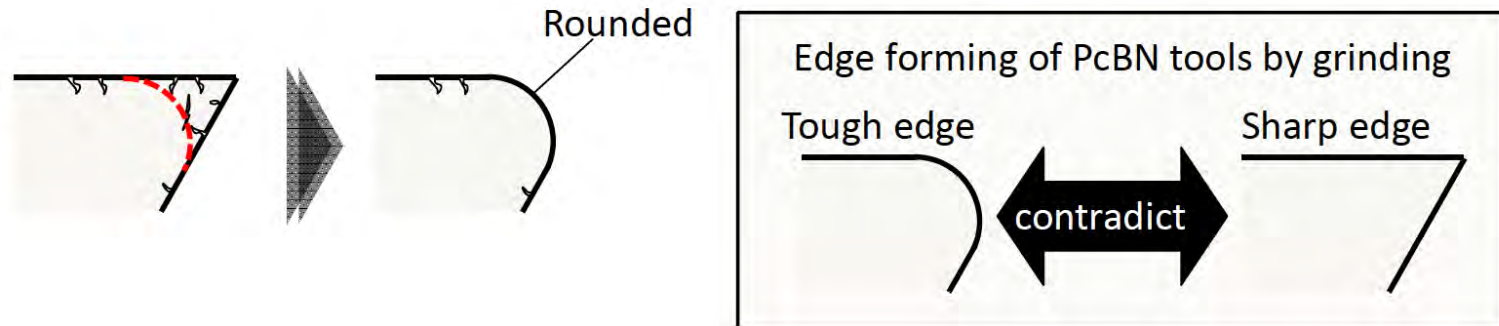 Rounded
Edge forming of PcBN tools by grinding
Tough edge
Sharp edge
contradict